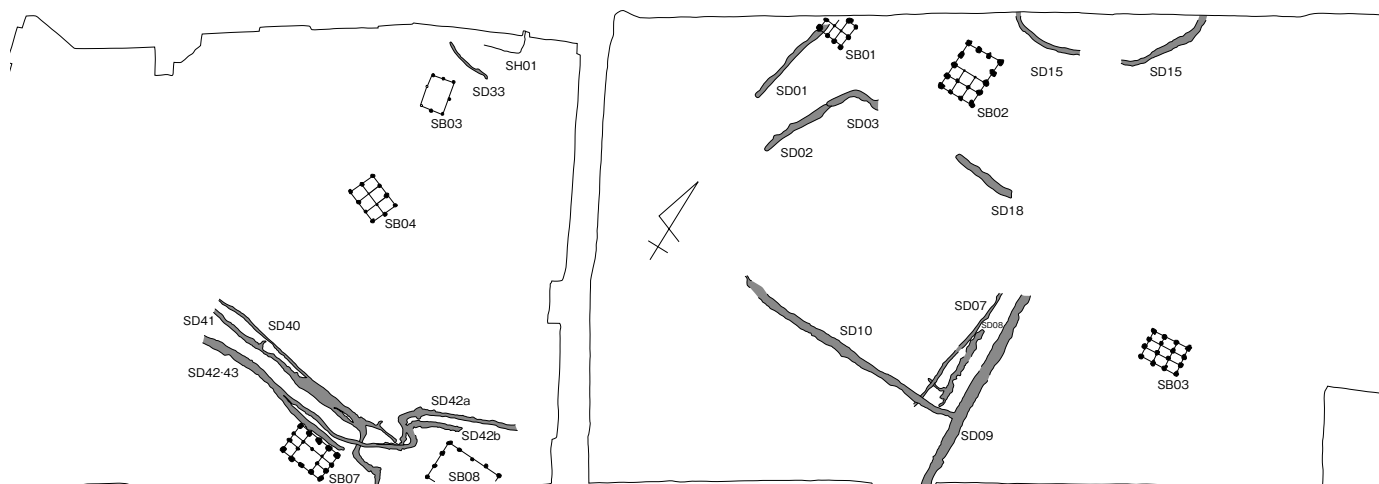 SH01
SD33
SB03
SB04
SD41
SD40
SD42·43
SD42a
SD42b
SB07
SB08
SB01
SD01
SD03
SD02
SB02
SD15
SD15
SD18
SD07
SD08
SD10
SB03
SD09